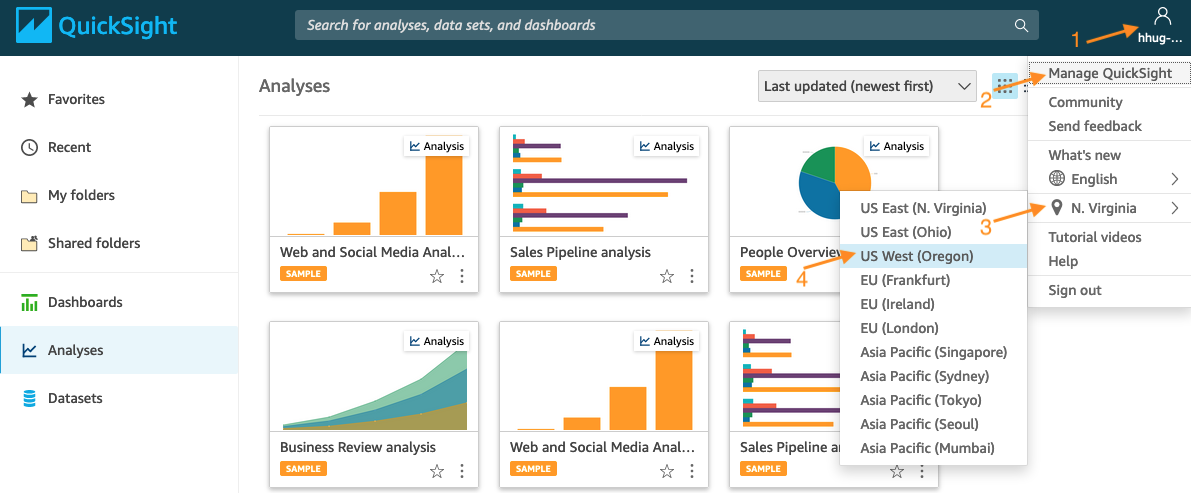 QuickSight
Search for analyses, data sets, and dashboards
1
hhug-...
Favorites
Recent
My folders
Shared folders
Dashboards
Analyses
Datasets
Analyses
Last updated (newest first)
2
Manage QuickSight
Community
Send feedback
What's new
English
3
N. Virginia
Tutorial videos
Help
Sign out
Analysis
Web and Social Media Anal...
SAMPLE
Analysis
Sales Pipeline analysis
SAMPLE
Analysis
People Overview
SAMPLE
4
US East (N. Virginia)
US East (Ohio)
US West (Oregon)
EU (Frankfurt)
EU (Ireland)
EU (London)
Asia Pacific (Singapore)
Asia Pacific (Sydney)
Asia Pacific (Tokyo)
Asia Pacific (Seoul)
Asia Pacific (Mumbai)
Analysis
Business Review analysis
SAMPLE
Analysis
Web and Social Media Anal...
SAMPLE
Sales Pipeline
SAMPLE